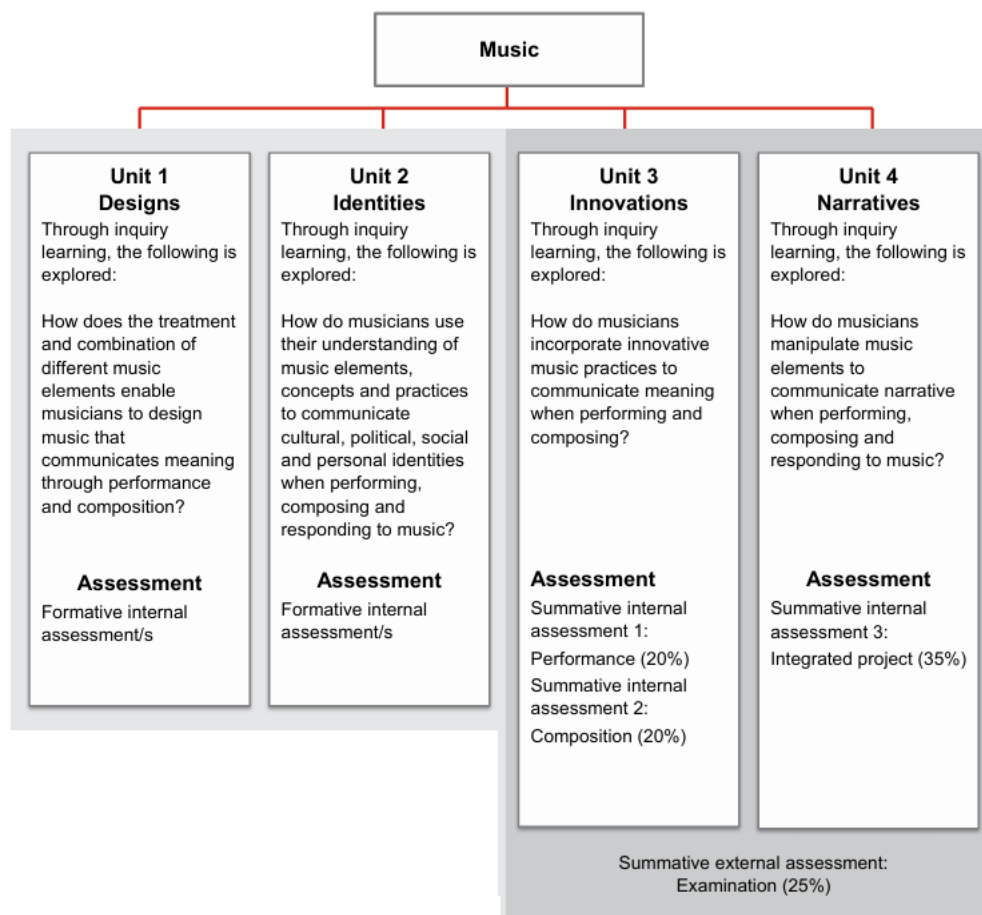 Music
Unit 1
Designs
Through inquiry
learning, the following is
explored:
How does the treatment
and combination of
different music
elements enable
musicians to design
music that
communicates meaning
through performance
and composition?
Assessment
Formative internal
assessment/s
Unit 2
Identities
Through inquiry
learning, the following is
explored:
How do musicians use
their understanding of
music elements,
concepts and practices
to communicate
cultural, political, social
and personal identities
when performing,
composing and
responding to music?
Assessment
Formative internal
assessment/s
Unit 3
Innovations
Through inquiry
learning, the following is
explored:
How do musicians
incorporate innovative
music practices to
communicate meaning
when performing and
composing?
Assessment
Summative internal
assessment 1:
Performance (20%)
Summative internal
assessment 2:
Composition (20%)
Unit 4
Narratives
Through inquiry
learning, the following is
explored:
How do musicians
manipulate music
elements to
communicate narrative
when performing,
composing and
responding to music?
Assessment
Summative internal
assessment 3:
Integrated project (35%)
Summative external assessment:
Examination (25%)